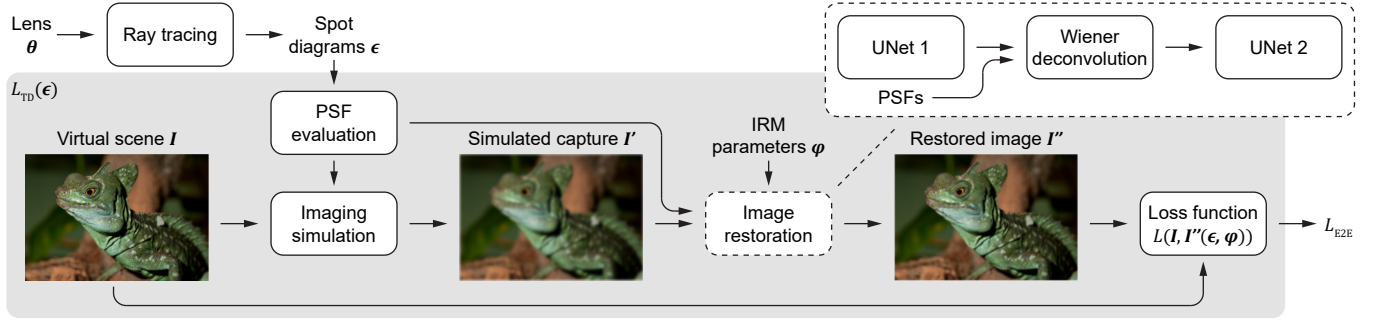 Lens
θ
Ray tracing
Spot
diagrams ϵ
UNet 1
Wiener
deconvolution
UNet 2
PSFs
L_TD(ϵ)
PSF
evaluation
Virtual scene I
Simulated capture I′
IRM
parameters φ
Restored image I″
Imaging
simulation
Image
restoration
Loss function
L(I, I″(ϵ, φ))
L_E2E